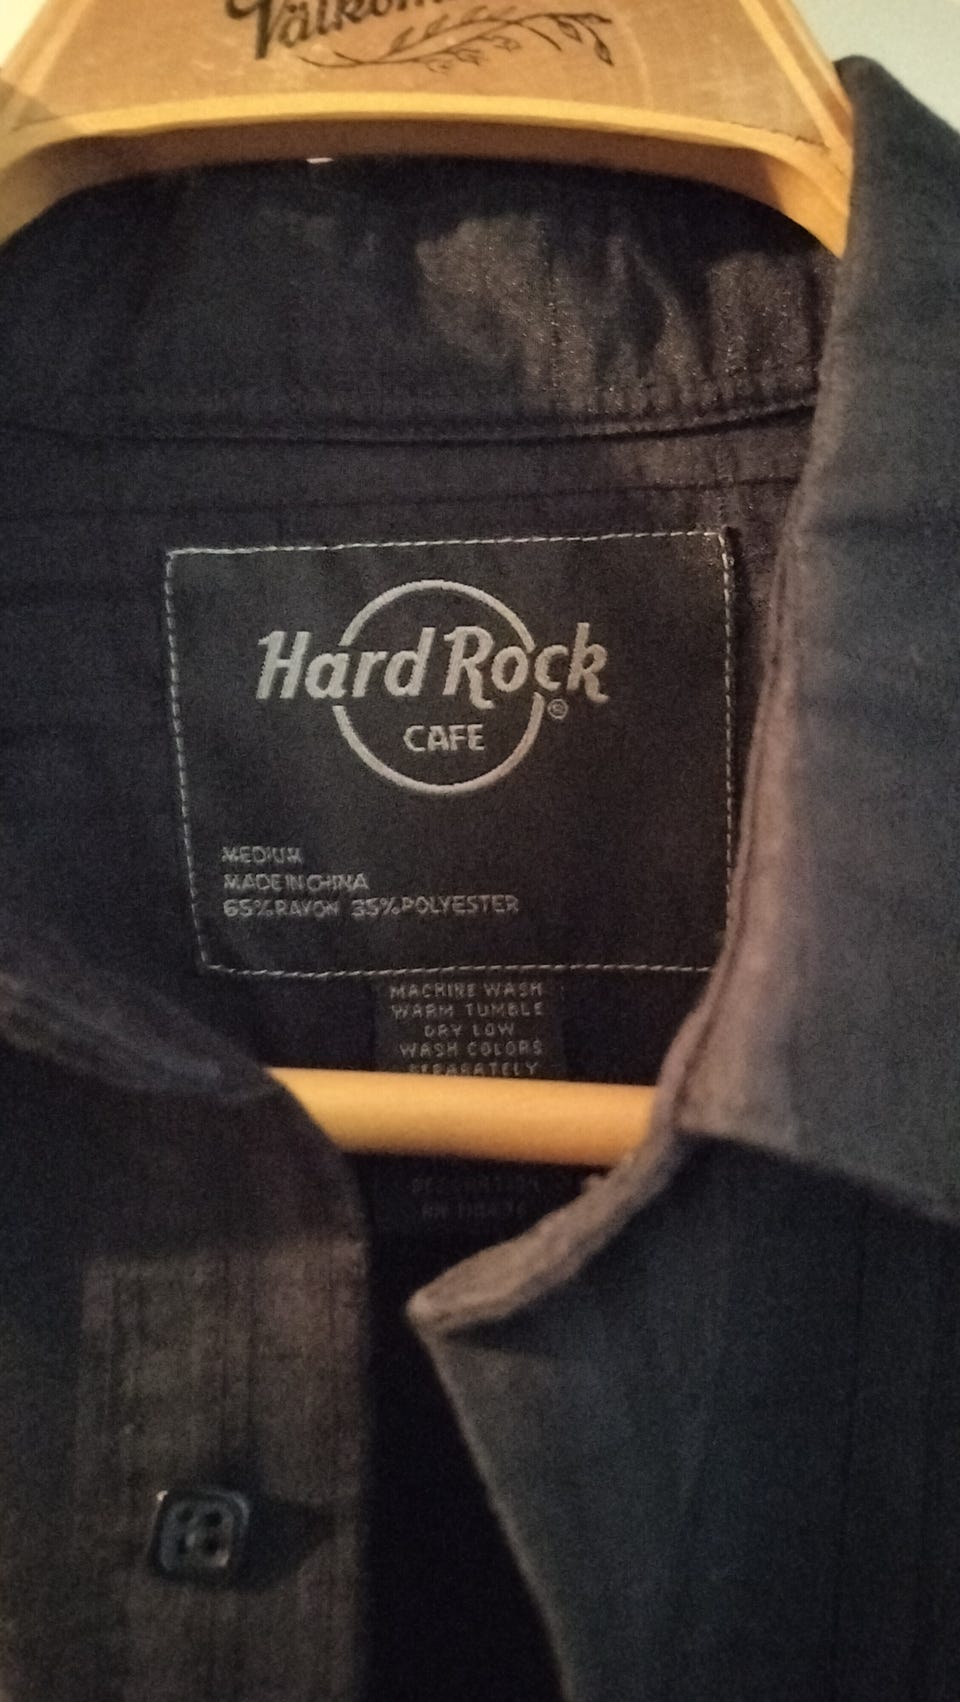 Hard Rock
CAFE
MEDIUM
MADE IN CHINA
65% RAYON 35% POLYESTER
MACHINE WASH
WARM TUMBLE
DRY LOW
WASH COLORS
SEPARATELY